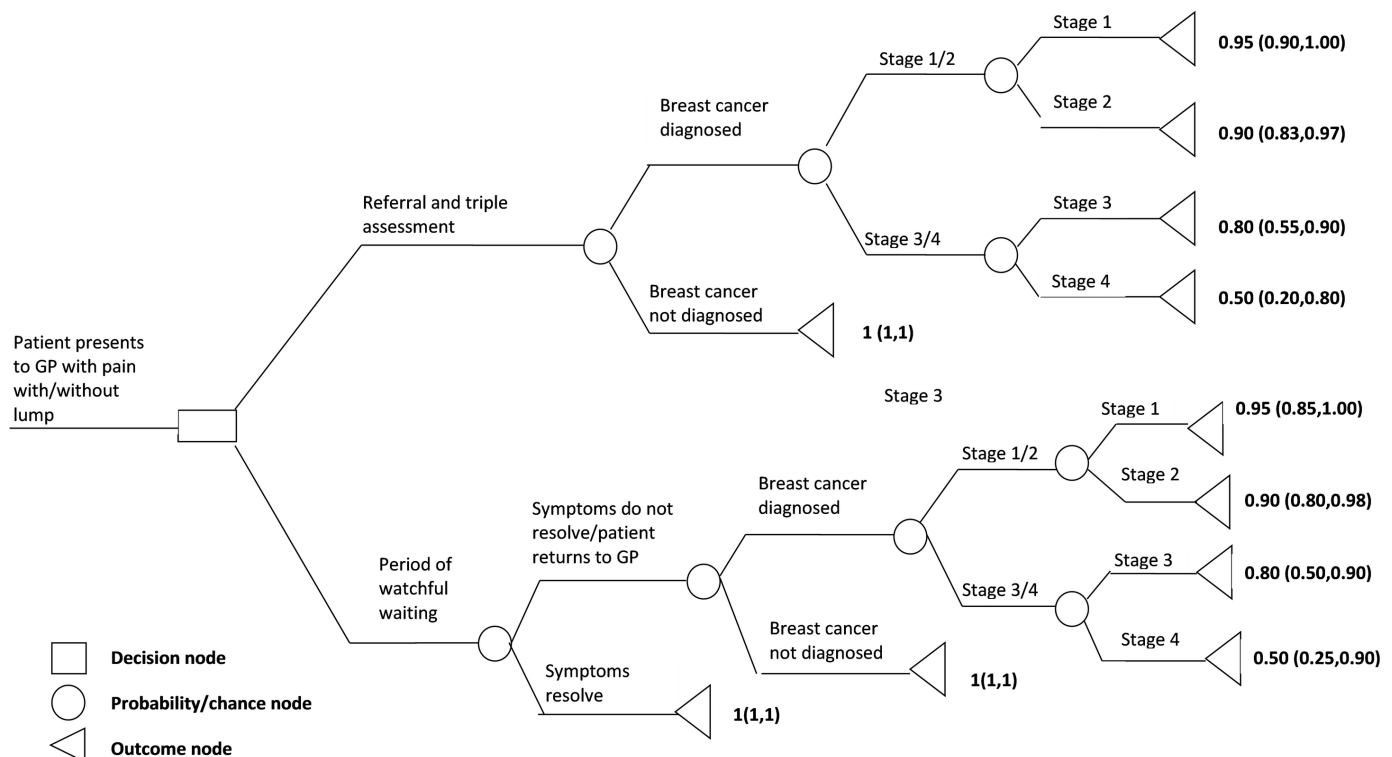 Stage 1
0.95 (0.90,1.00)
Stage 1/2
Breast cancer
diagnosed
Stage 2
0.90 (0.83,0.97)
Referral and triple
assessment
Stage 3
0.80 (0.55,0.90)
Stage 3/4
Stage 4
0.50 (0.20,0.80)
Breast cancer
not diagnosed
1 (1,1)
Patient presents
to GP with pain
with/without
lump
Stage 3
Stage 1
0.95 (0.85,1.00)
Stage 1/2
Breast cancer
diagnosed
Stage 2
0.90 (0.80,0.98)
Symptoms do not
resolve/patient
returns to GP
Period of
watchful
waiting
Stage 3
0.80 (0.50,0.90)
Stage 3/4
Stage 4
0.50 (0.25,0.90)
Breast cancer
not diagnosed
1(1,1)
Symptoms
resolve
1(1,1)
Decision node
Probability/chance node
Outcome node